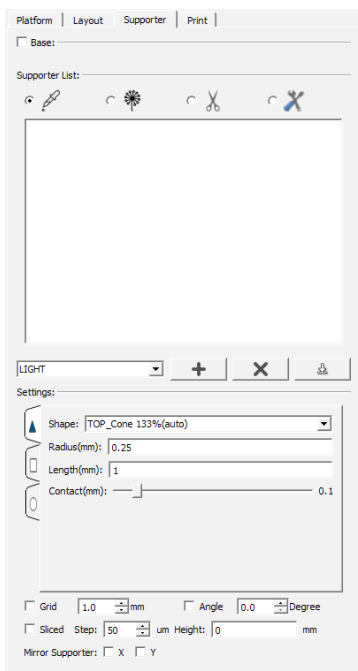 Platform Layout Supporter Print
Base:
Supporter List:
LIGHT
Settings:
Shape: TOP_Cone 133%(auto)
Radius(mm): 0.25
Length(mm): 1
Contact(mm): 0.1
Grid 1.0 mm Angle 0.0 Degree
Sliced Step: 50 um Height: 0 mm
Mirror Supporter: X Y